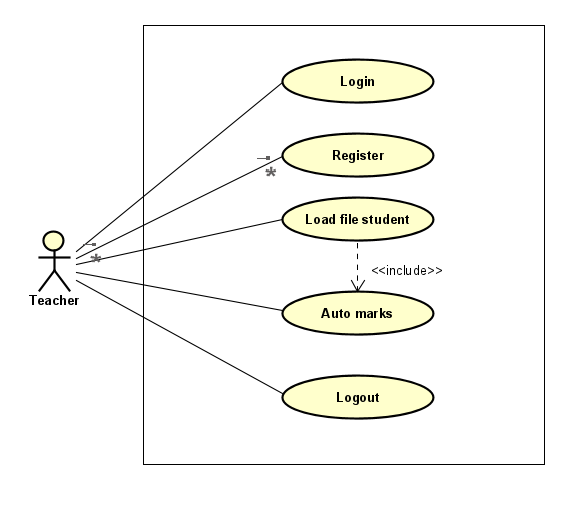 Login
Register
*
Load file student
*
<<include>>
Teacher
Auto marks
Logout